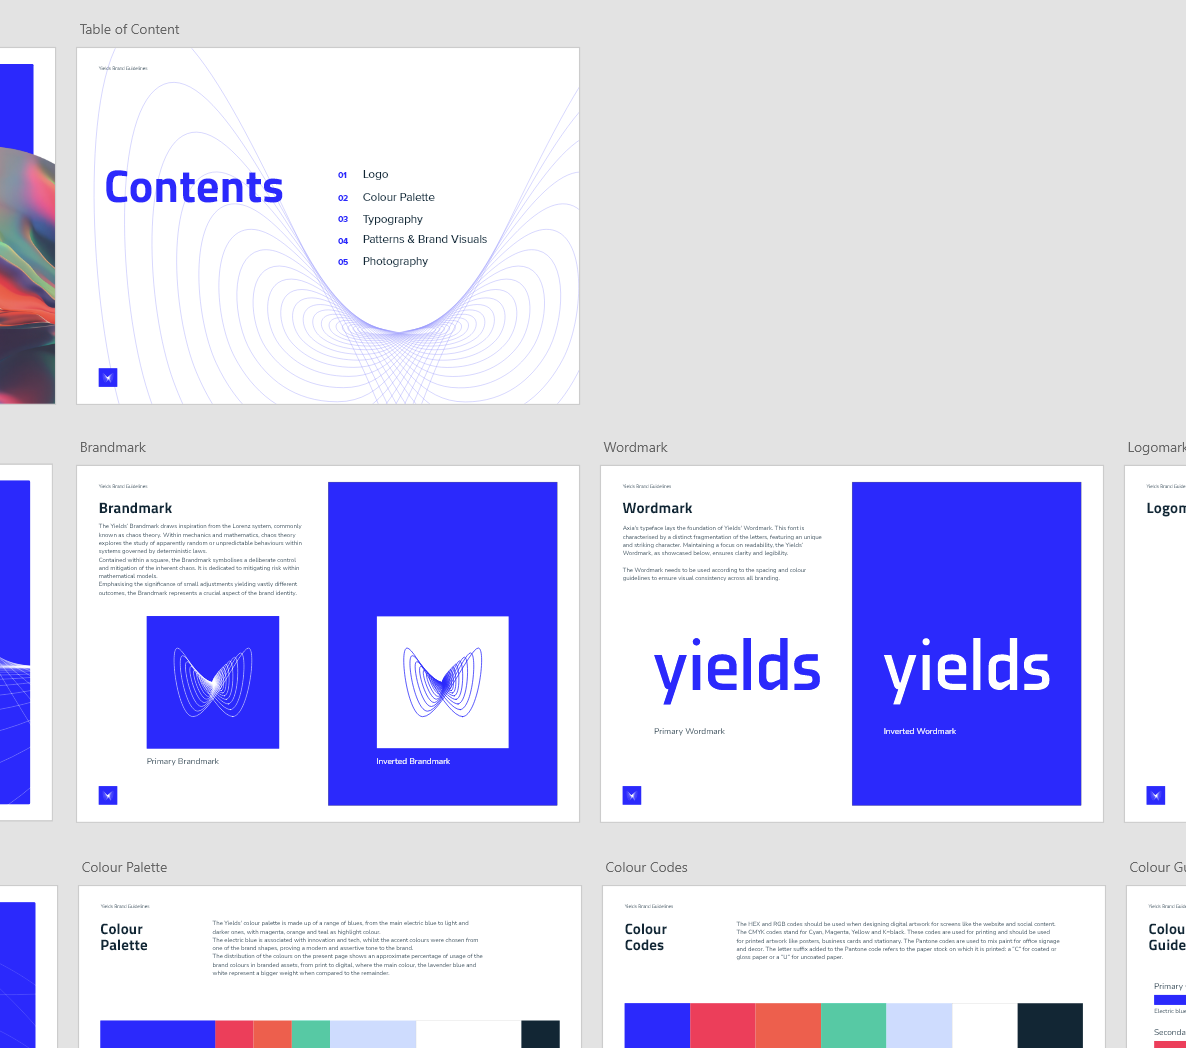 Table of Content
Yields Brand Guidelines
Contents
01 Logo
02 Colour Palette
03 Typography
04 Patterns & Brand Visuals
05 Photography
Brandmark
Yields Brand Guidelines
Brandmark
The Yields' Brandmark draws inspiration from the Lorenz system, commonly
known as chaos theory. Within mechanics and mathematics, chaos theory
explores the study of apparently random or unpredictable behaviours within
systems governed by deterministic laws.
Contained within a square, the Brandmark symbolises a deliberate control
and mitigation of the inherent chaos. It is dedicated to mitigating risk within
mathematical models.
Emphasising the significance of small adjustments yielding vastly different
outcomes, the Brandmark represents a crucial aspect of the brand identity.
Primary Brandmark
Inverted Brandmark
Wordmark
Yields Brand Guidelines
Wordmark
Axia's typeface lays the foundation of Yields' Wordmark. This font is
characterised by a distinct fragmentation of the letters, featuring an unique
and striking character. Maintaining a focus on readability, the Yields'
Wordmark, as showcased below, ensures clarity and legibility.
The Wordmark needs to be used according to the spacing and colour
guidelines to ensure visual consistency across all branding.
yields
yields
Primary Wordmark
Inverted Wordmark
Logomark
Yields Brand Guide
Logom
Colour Palette
Yields Brand Guidelines
Colour
Palette
The Yields' colour palette is made up of a range of blues, from the main electric blue to light and
darker ones, with magenta, orange and teal as highlight colour.
The electric blue is associated with innovation and tech, whilst the accent colours were chosen from
one of the brand shapes, proving a modern and assertive tone to the brand.
The distribution of the colours on the present page shows an approximate percentage of usage of the
brand colours in branded assets, from print to digital, where the main colour, the lavender blue and
white represent a bigger weight when compared to the remainder.
Colour Codes
Yields Brand Guidelines
Colour
Codes
The HEX and RGB codes should be used when designing digital artwork for screens like the website and social content.
The CMYK codes stand for Cyan, Magenta, Yellow and K=black. These codes are used for printing and should be used
for printed artwork like posters, business cards and stationary. The Pantone codes are used to mix paint for office signage
and decor. The letter suffix added to the Pantone code refers to the paper stock on which it is printed: a "C" for coated or
gloss paper or a "U" for uncoated paper.
Colour Gu
Yields Brand Guide
Colou
Guide
Primary
Electric blue
Seconda